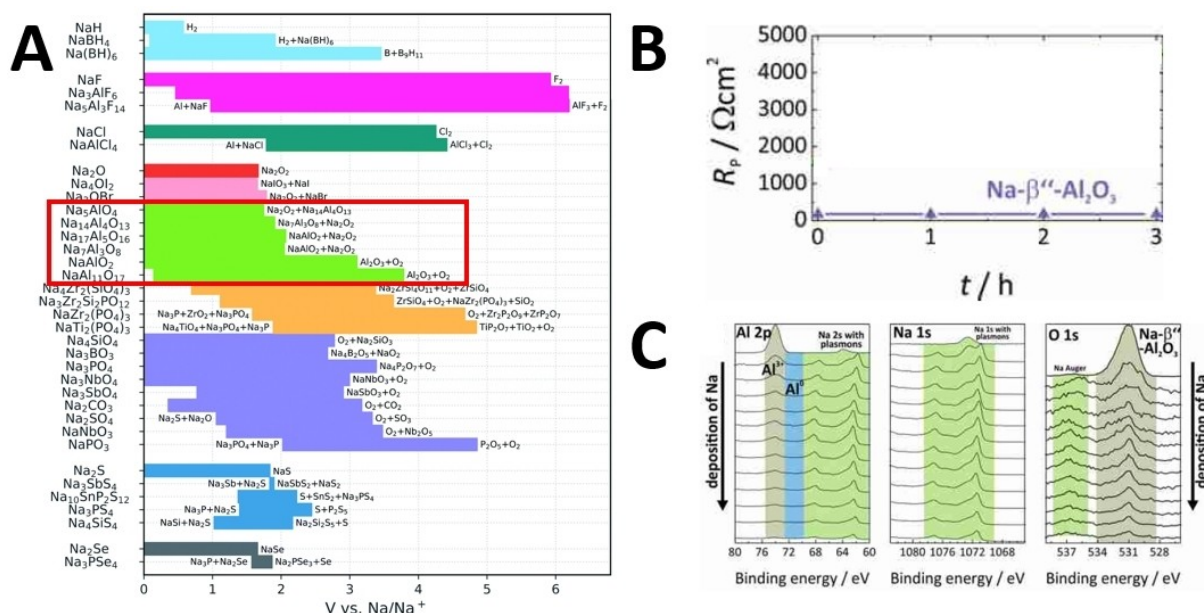 A
NaH
H₂
NaBH₄
H₂+Na(BH)₆
Na(BH)₆
B+B₉H₁₁
NaF
F₂
Na₃AlF₆
Na₅Al₃F₁₄
Al+NaF
AlF₃+F₂
NaCl
Cl₂
NaAlCl₄
Al+NaCl
AlCl₃+Cl₂
Na₂O
Na₂O₂
Na₄OI₂
NaIO₃+NaI
Na₃OBr
Na₂O₂+NaBr
Na₅AlO₄
Na₂O₂+Na₁₄Al₄O₁₃
Na₁₄Al₄O₁₃
Na₇Al₃O₈+Na₂O₂
Na₁₇Al₅O₁₆
NaAlO₂+Na₂O₂
Na₇Al₃O₈
NaAlO₂+Na₂O₂
NaAlO₂
Al₂O₃+O₂
NaAl₁₁O₁₇
Al₂O₃+O₂
Na₄Zr₂(SiO₄)₃
Na₂ZrSi₄O₁₁+O₂+ZrSiO₄
Na₃Zr₂Si₂PO₁₂
ZrSiO₄+O₂+NaZr₂(PO₄)₃+SiO₂
NaZr₂(PO₄)₃
Na₃P+ZrO₂+Na₃PO₄
O₂+Zr₂P₂O₉+ZrP₂O₇
NaTi₂(PO₄)₃
Na₄TiO₄+Na₃PO₄+Na₃P
TiP₂O₇+TiO₂+O₂
Na₄SiO₄
O₂+Na₂SiO₃
Na₃BO₃
Na₄B₂O₅+NaO₂
Na₃PO₄
Na₄P₂O₇+O₂
Na₃NbO₄
NaNbO₃+O₂
Na₃SbO₄
NaSbO₃+O₂
Na₂CO₃
O₂+CO₂
Na₂SO₄
Na₂S+Na₂O
O₂+SO₃
NaNbO₃
O₂+Nb₂O₅
NaPO₃
Na₃PO₄+Na₃P
P₂O₅+O₂
Na₂S
NaS
Na₃SbS₄
Na₃Sb+Na₂S
NaSbS₂+NaS₂
Na₁₀SnP₂S₁₂
S+SnS₂+Na₃PS₄
Na₃PS₄
Na₃P+Na₂S
S+P₂S₅
Na₄SiS₄
NaSi+Na₂S
Na₂Si₂S₅+S
Na₂Se
NaSe
Na₃PSe₄
Na₃P+Na₂Se
Na₂PSe₃+Se
0 1 2 3 4 5 6
V vs. Na/Na⁺
B
5000
4000
3000
2000
1000
0
Rₚ / Ωcm²
Na-β‘‘-Al₂O₃
0 1 2 3
t / h
C
Al 2p
Na 2s with
plasmons
Al³⁺
Al⁰
Na 1s
Na 1s with
plasmons
O 1s
Na-β‘‘
-Al₂O₃
Na Auger
deposition of Na
deposition of Na
80 76 72 68 64 60
1080 1076 1072 1068
537 534 531 528
Binding energy / eV
Binding energy / eV
Binding energy / eV